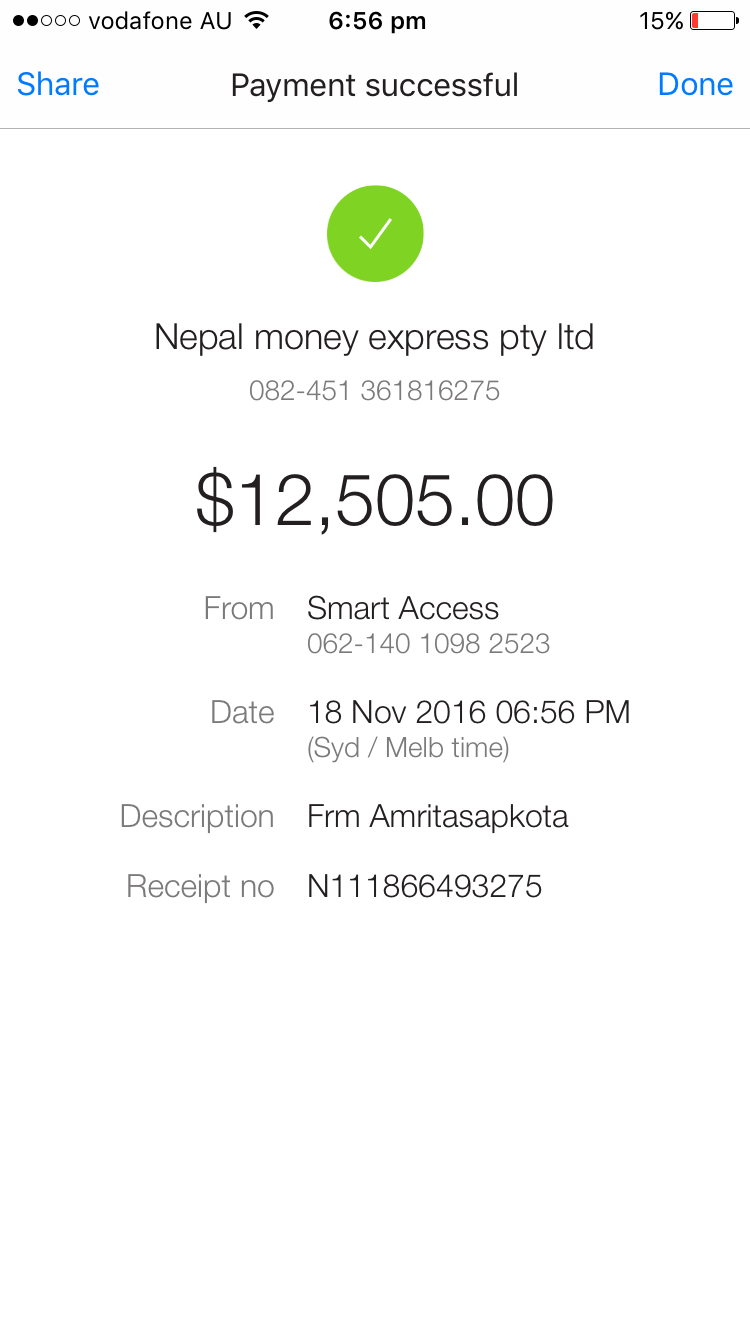 vodafone AU 6:56 pm 15%
Share Payment successful Done
Nepal money express pty ltd
082-451 361816275
$12,505.00
From Smart Access
062-140 1098 2523
Date 18 Nov 2016 06:56 PM
(Syd / Melb time)
Description Frm Amritasapkota
Receipt no N111866493275